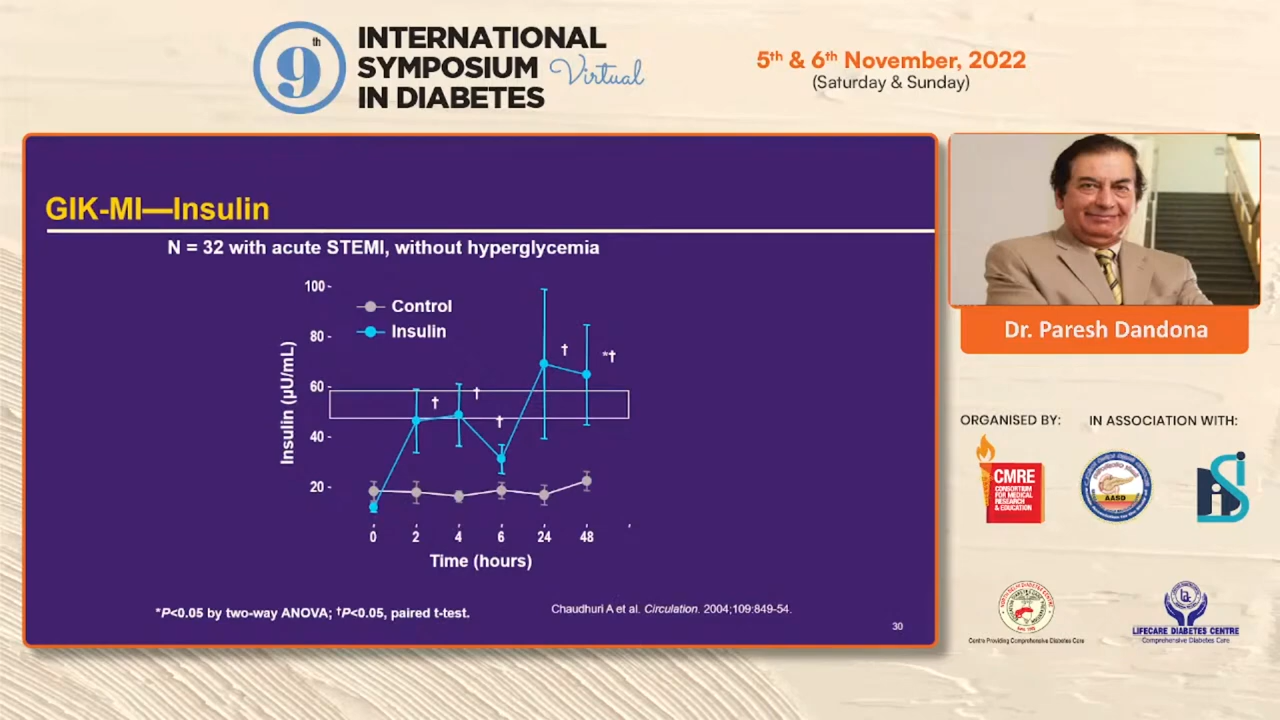 9th
INTERNATIONAL
SYMPOSIUM Virtual
IN DIABETES
5th & 6th November, 2022
(Saturday & Sunday)
GIK-MI—Insulin
N = 32 with acute STEMI, without hyperglycemia
Insulin (µU/mL)
100
80
60
40
20
Control
Insulin
†
†
†
†
*†
0 2 4 6 24 48
Time (hours)
*P<0.05 by two-way ANOVA; †P<0.05, paired t-test.
Chaudhuri A et al. Circulation. 2004;109:849-54.
30
Dr. Paresh Dandona
ORGANISED BY:
IN ASSOCIATION WITH:
CMRE
CONSORTIUM
FOR MEDICAL
RESEARCH
& EDUCATION
AASD
Centre Providing Comprehensive Diabetes Care
LIFECARE DIABETES CENTRE
Comprehensive Diabetes Care